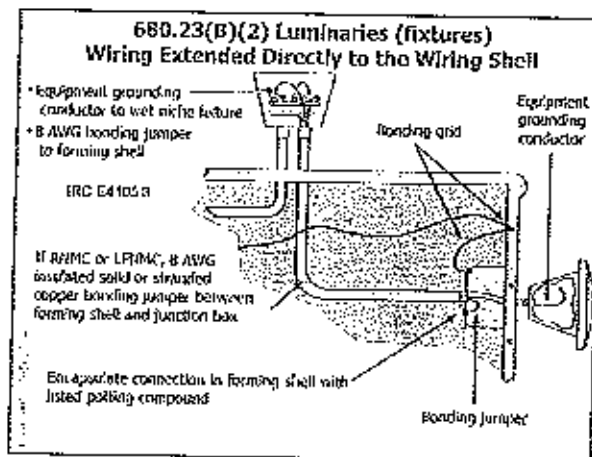 680.23(B)(2) Luminaries (fixtures)
Wiring Extended Directly to the Wiring Shell
• Equipment grounding
conductor to wet niche fixture
• 8 AWG bonding jumper
to forming shell
Bonding grid
Equipment
grounding
conductor
If RNMC or LFNMC, 8 AWG
insulated solid or stranded
copper bonding jumper between
forming shell and junction box
Encapsulate connection in forming shell with
listed potting compound
Bonding jumper